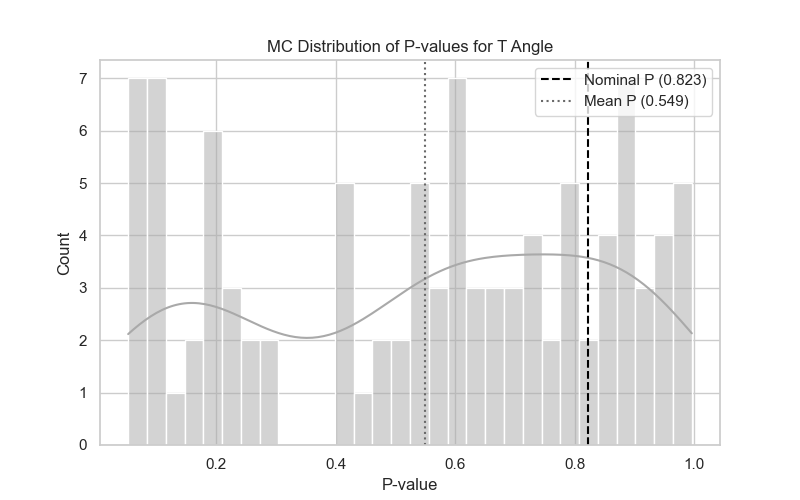 MC Distribution of P-values for T Angle
Nominal P (0.823)
Mean P (0.549)
7
6
5
4
3
2
1
0
Count
0.2 0.4 0.6 0.8 1.0
P-value